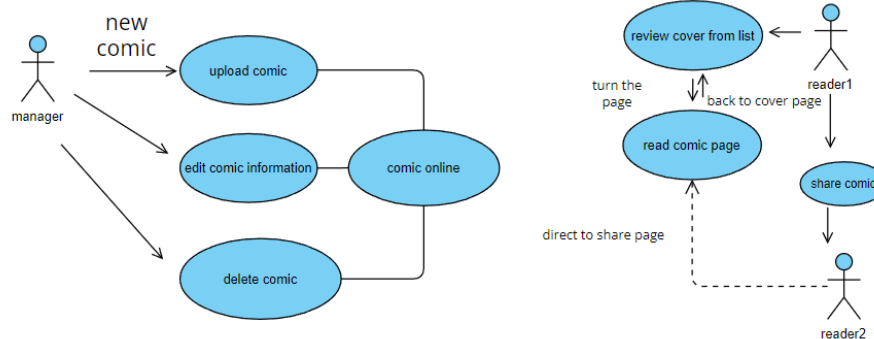 new
comic
manager
upload comic
edit comic information
comic online
delete comic
review cover from list
reader1
turn the
page
back to cover page
read comic page
share comic
direct to share page
reader2